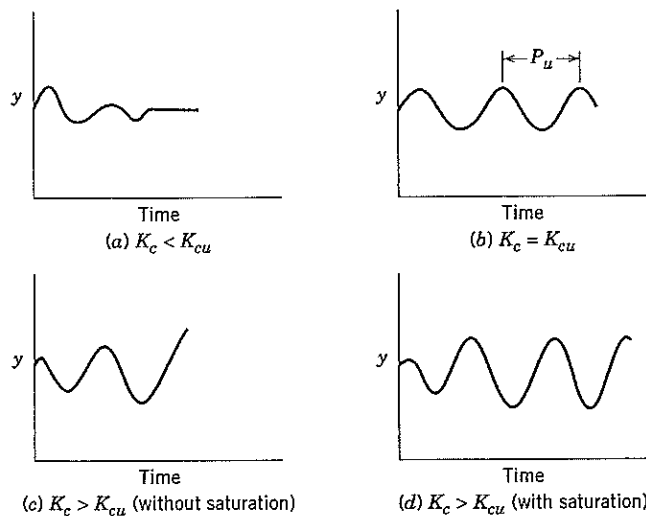 y
Time
(a) K_c < K_cu
P_u
y
Time
(b) K_c = K_cu
y
Time
(c) K_c > K_cu (without saturation)
y
Time
(d) K_c > K_cu (with saturation)